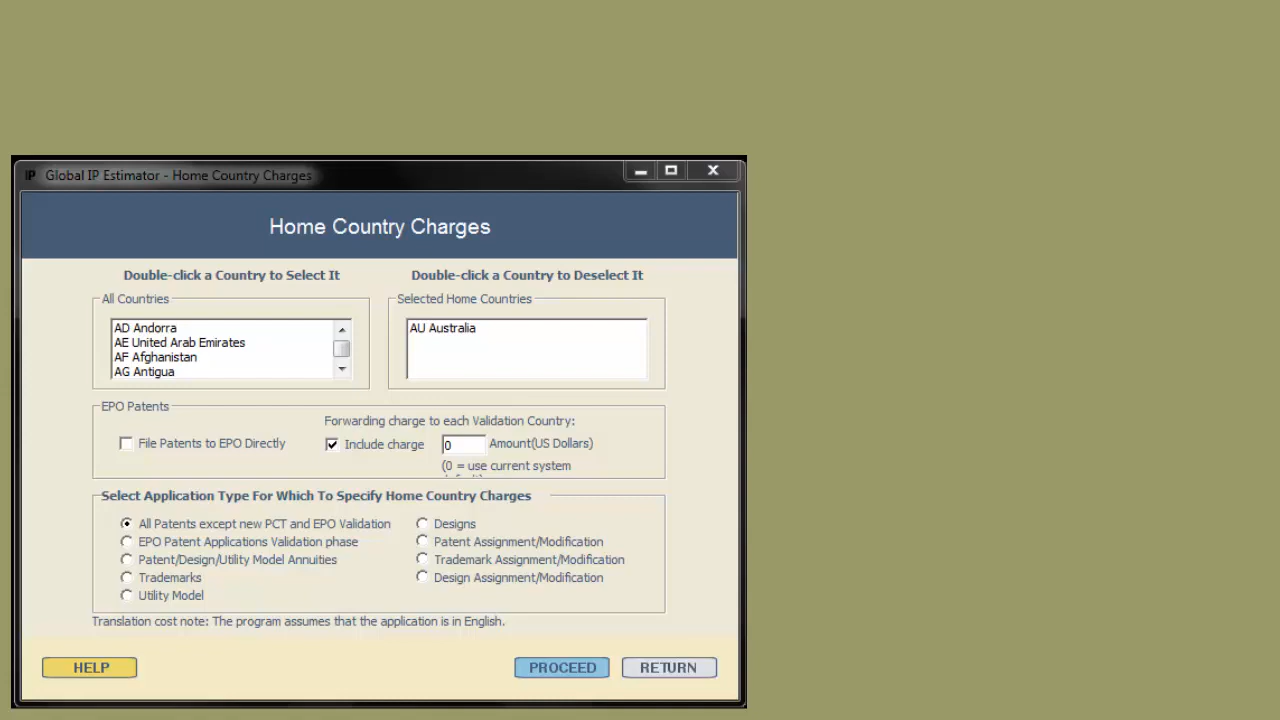 IP Global IP Estimator - Home Country Charges
Home Country Charges
Double-click a Country to Select It
Double-click a Country to Deselect It
All Countries
Selected Home Countries
AD Andorra
AE United Arab Emirates
AF Afghanistan
AG Antigua
AU Australia
EPO Patents
Forwarding charge to each Validation Country:
File Patents to EPO Directly
Include charge
0
Amount(US Dollars)
(0 = use current system
Select Application Type For Which To Specify Home Country Charges
All Patents except new PCT and EPO Validation
EPO Patent Applications Validation phase
Patent/Design/Utility Model Annuities
Trademarks
Utility Model
Designs
Patent Assignment/Modification
Trademark Assignment/Modification
Design Assignment/Modification
Translation cost note: The program assumes that the application is in English.
HELP
PROCEED
RETURN